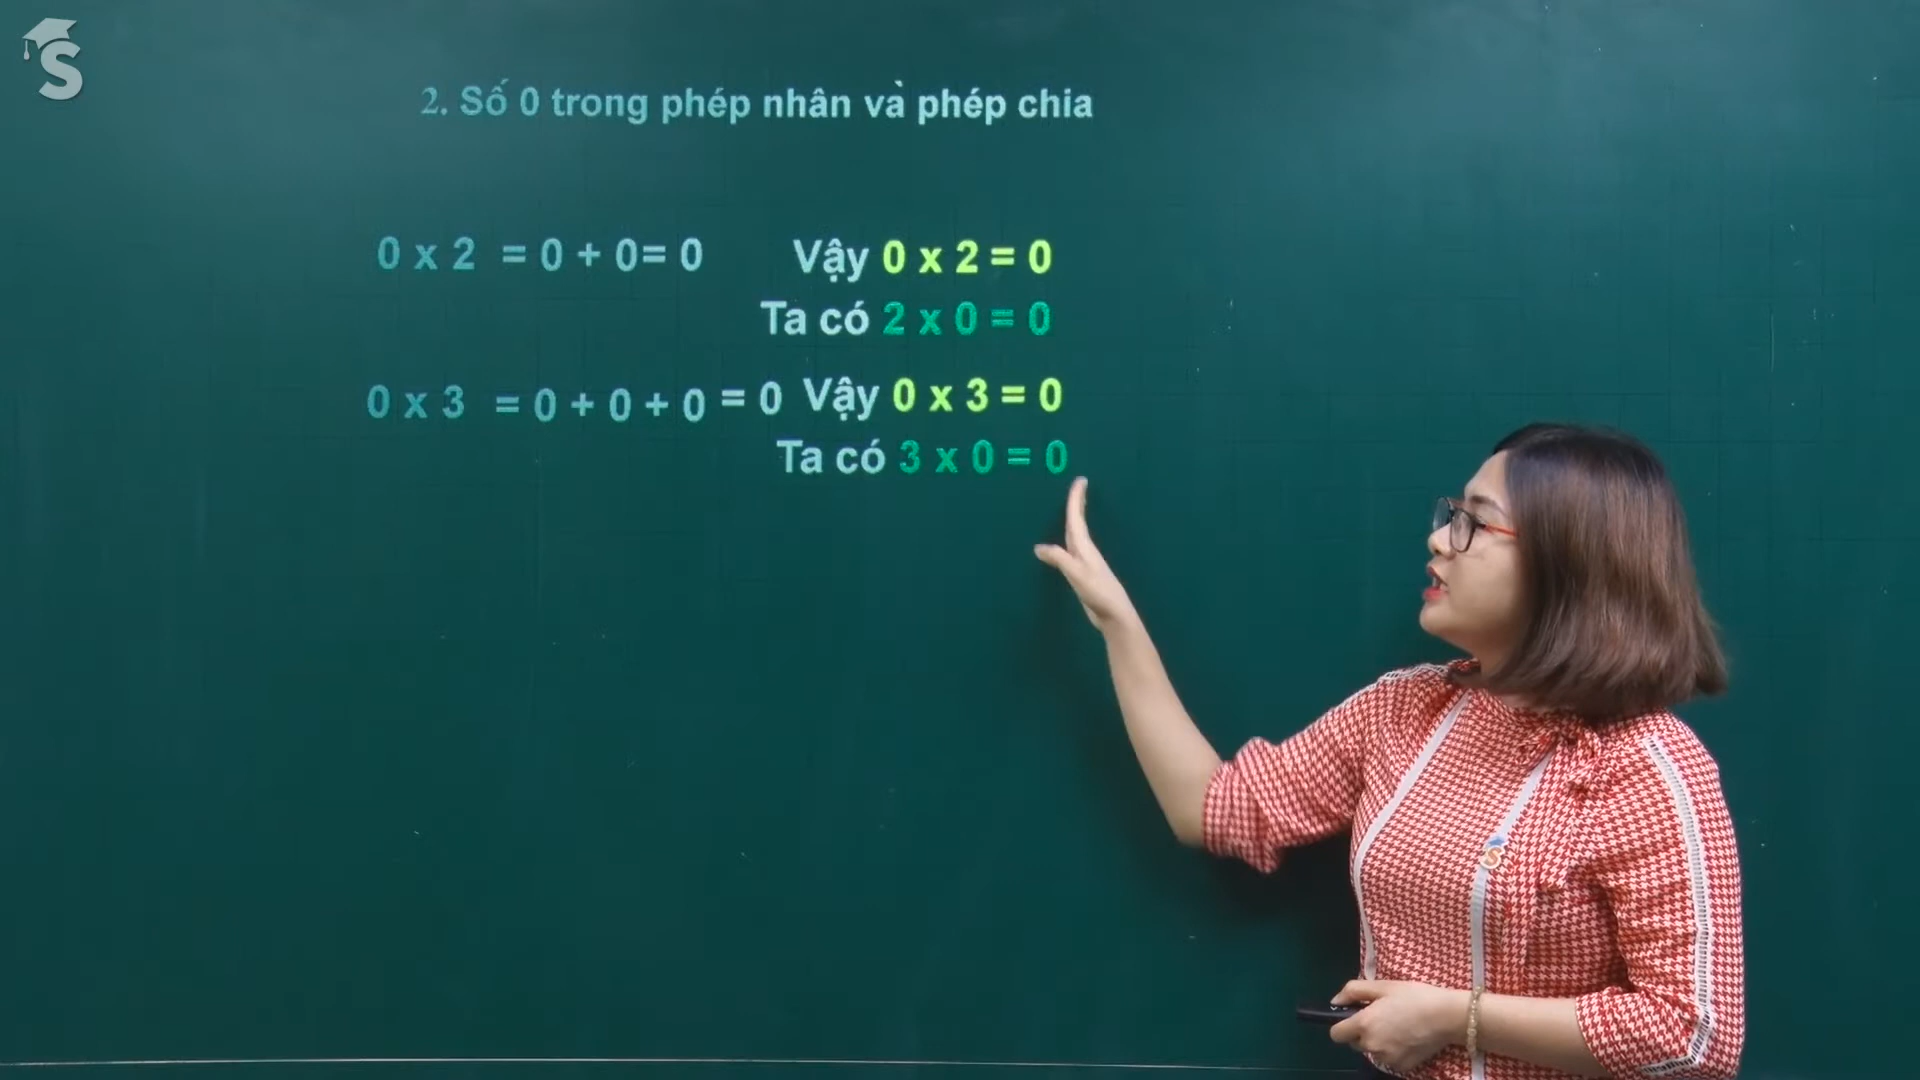 S
2. Số 0 trong phép nhân và phép chia
0 x 2 = 0 + 0= 0 Vậy 0 x 2 = 0
Ta có 2 x 0 = 0
0 x 3 = 0 + 0 + 0 = 0 Vậy 0 x 3 = 0
Ta có 3 x 0 = 0
S